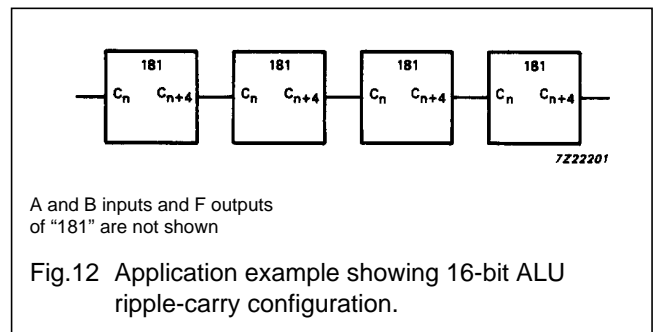 181 181 181 181
Cn Cn+4 Cn Cn+4 Cn Cn+4 Cn Cn+4
7Z22201
A and B inputs and F outputs
of “181” are not shown
Fig.12 Application example showing 16-bit ALU
ripple-carry configuration.